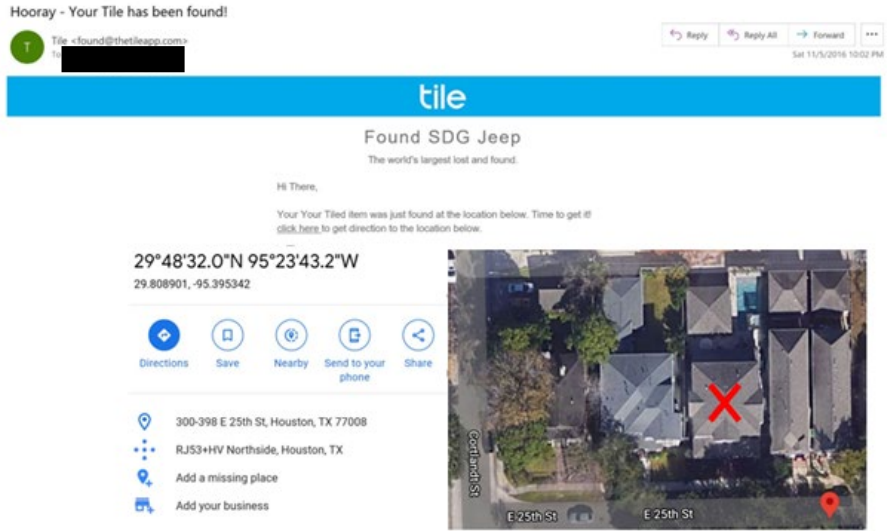 Hooray - Your Tile has been found!
T
Tile <found@thetileapp.com>
To
Reply
Reply All
Forward
Sat 11/5/2016 10:02 PM
tile
Found SDG Jeep
The world's largest lost and found.
Hi There,
Your Your Tiled item was just found at the location below. Time to get it!
click here to get direction to the location below.
29°48'32.0"N 95°23'43.2"W
29.808901, -95.395342
Directions
Save
Nearby
Send to your
phone
Share
300-398 E 25th St, Houston, TX 77008
RJ53+HV Northside, Houston, TX
Add a missing place
Add your business
Cortlandt St
E 25th St
E 25th St